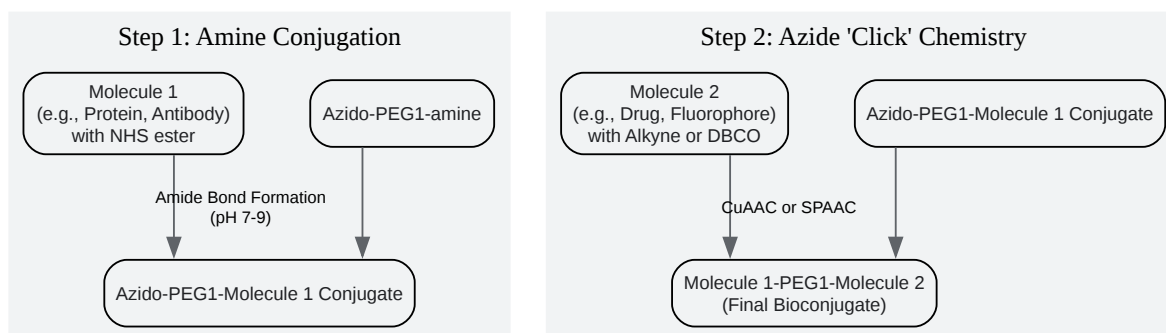 Step 1: Amine Conjugation
Molecule 1
(e.g., Protein, Antibody)
with NHS ester
Azido-PEG1-amine
Amide Bond Formation
(pH 7-9)
Azido-PEG1-Molecule 1 Conjugate
Step 2: Azide 'Click' Chemistry
Molecule 2
(e.g., Drug, Fluorophore)
with Alkyne or DBCO
Azido-PEG1-Molecule 1 Conjugate
CuAAC or SPAAC
Molecule 1-PEG1-Molecule 2
(Final Bioconjugate)